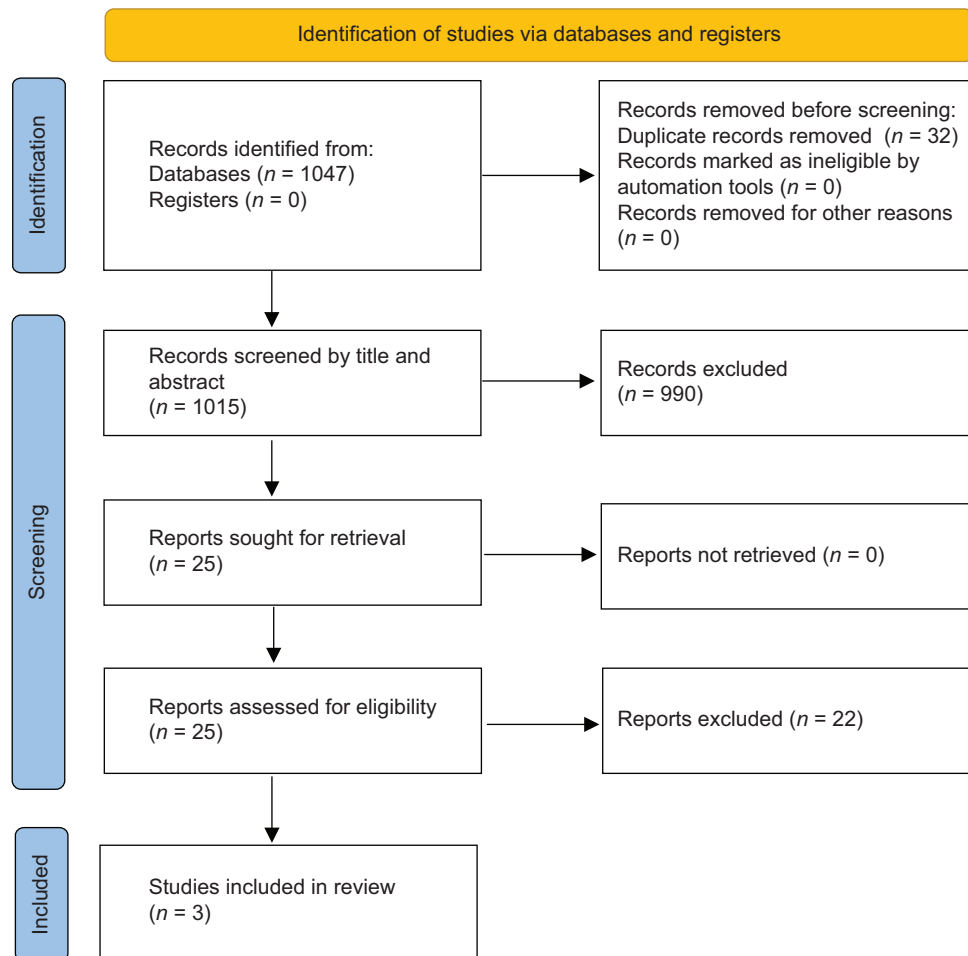 Identification of studies via databases and registers
Identification
Records identified from:
Databases (n = 1047)
Registers (n = 0)
Records removed before screening:
Duplicate records removed (n = 32)
Records marked as ineligible by
automation tools (n = 0)
Records removed for other reasons
(n = 0)
Screening
Records screened by title and
abstract
(n = 1015)
Records excluded
(n = 990)
Reports sought for retrieval
(n = 25)
Reports not retrieved (n = 0)
Reports assessed for eligibility
(n = 25)
Reports excluded (n = 22)
Included
Studies included in review
(n = 3)